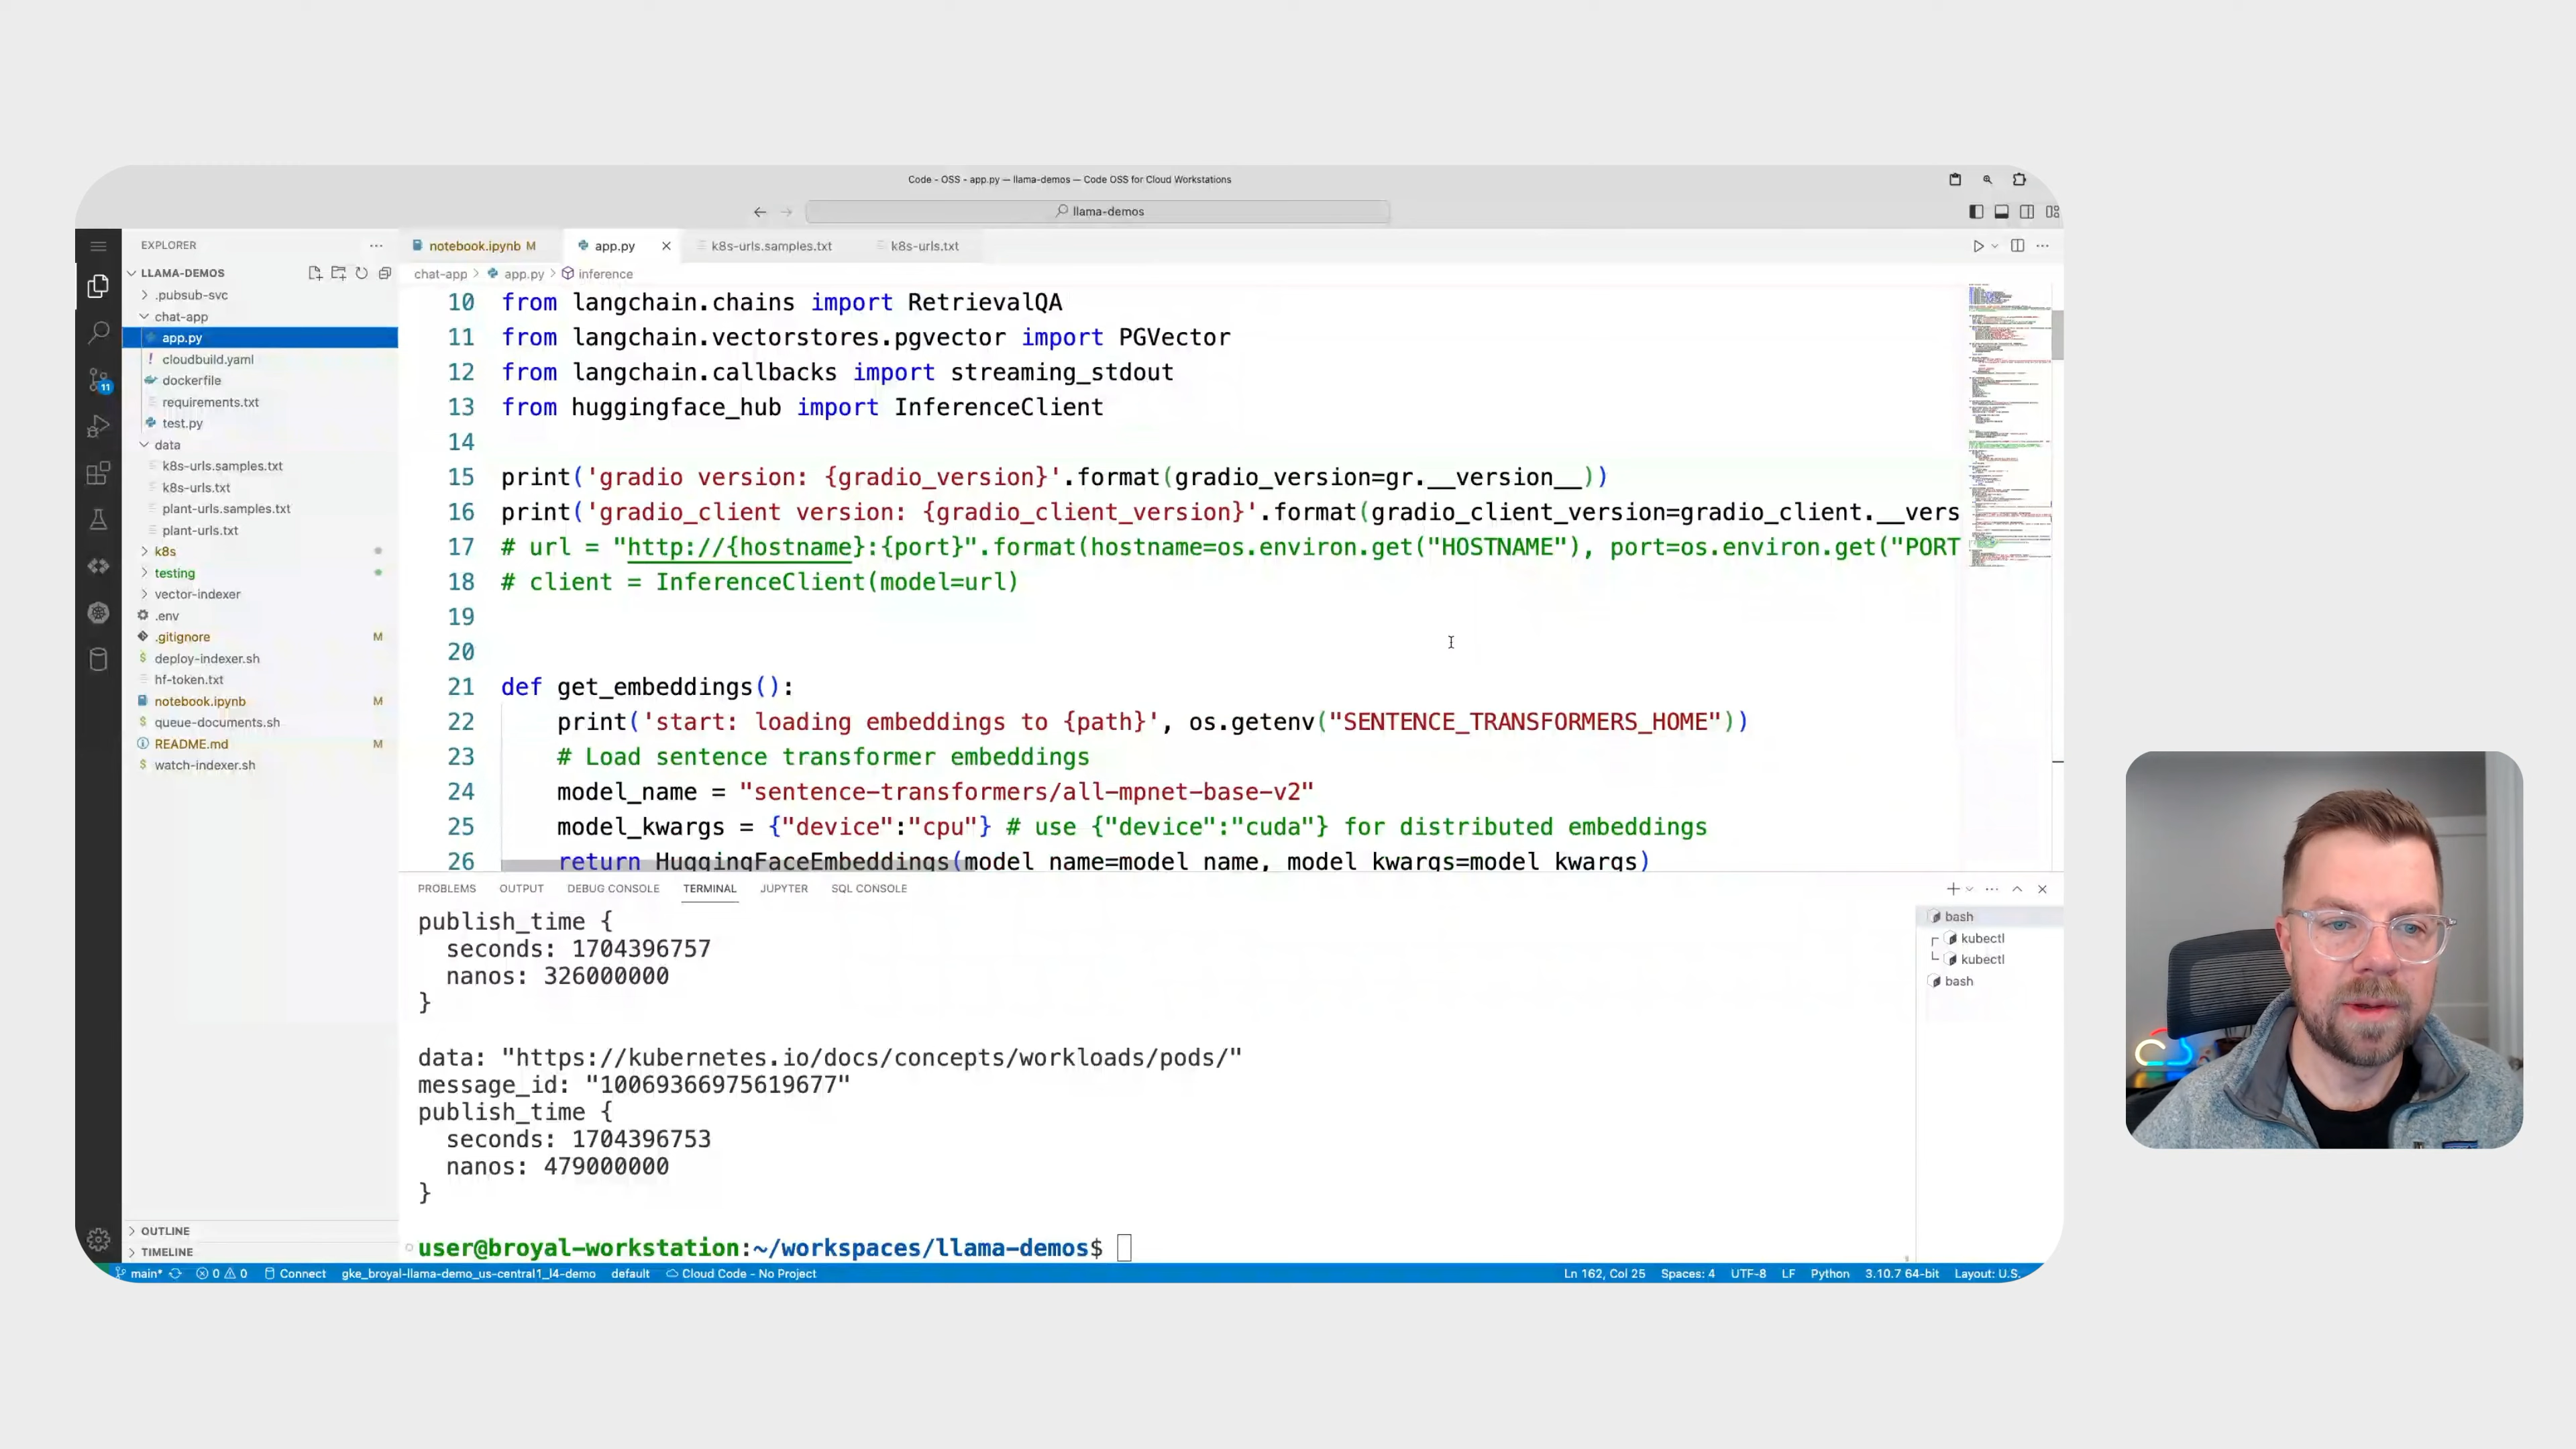 Code - OSS - app.py — llama-demos — Code OSS for Cloud Workstations
llama-demos
EXPLORER
LLAMA-DEMOS
.pubsub-svc
chat-app
app.py
! cloudbuild.yaml
dockerfile
requirements.txt
test.py
data
k8s-urls.samples.txt
k8s-urls.txt
plant-urls.samples.txt
plant-urls.txt
k8s
testing
vector-indexer
.env
.gitignore M
$ deploy-indexer.sh
hf-token.txt
notebook.ipynb M
$ queue-documents.sh
README.md M
$ watch-indexer.sh
OUTLINE
TIMELINE
11
notebook.ipynb M
app.py
k8s-urls.samples.txt
k8s-urls.txt
chat-app > app.py > inference
10 from langchain.chains import RetrievalQA
11 from langchain.vectorstores.pgvector import PGVector
12 from langchain.callbacks import streaming_stdout
13 from huggingface_hub import InferenceClient
14
15 print('gradio version: {gradio_version}'.format(gradio_version=gr.__version__))
16 print('gradio_client version: {gradio_client_version}'.format(gradio_client_version=gradio_client.__vers
17 # url = "http://{hostname}:{port}".format(hostname=os.environ.get("HOSTNAME"), port=os.environ.get("PORT
18 # client = InferenceClient(model=url)
19
20
21 def get_embeddings():
22 print('start: loading embeddings to {path}', os.getenv("SENTENCE_TRANSFORMERS_HOME"))
23 # Load sentence transformer embeddings
24 model_name = "sentence-transformers/all-mpnet-base-v2"
25 model_kwargs = {"device":"cpu"} # use {"device":"cuda"} for distributed embeddings
26 return HuggingFaceEmbeddings(model_name=model_name, model_kwargs=model_kwargs)
PROBLEMS OUTPUT DEBUG CONSOLE TERMINAL JUPYTER SQL CONSOLE
publish_time {
seconds: 1704396757
nanos: 326000000
}
data: "https://kubernetes.io/docs/concepts/workloads/pods/"
message_id: "10069366975619677"
publish_time {
seconds: 1704396753
nanos: 479000000
}
user@broyal-workstation:~/workspaces/llama-demos$
bash
kubectl
kubectl
bash
main* 0 0 Connect gke_broyal-llama-demo_us-central1_l4-demo default Cloud Code - No Project Ln 162, Col 25 Spaces: 4 UTF-8 LF Python 3.10.7 64-bit Layout: U.S.